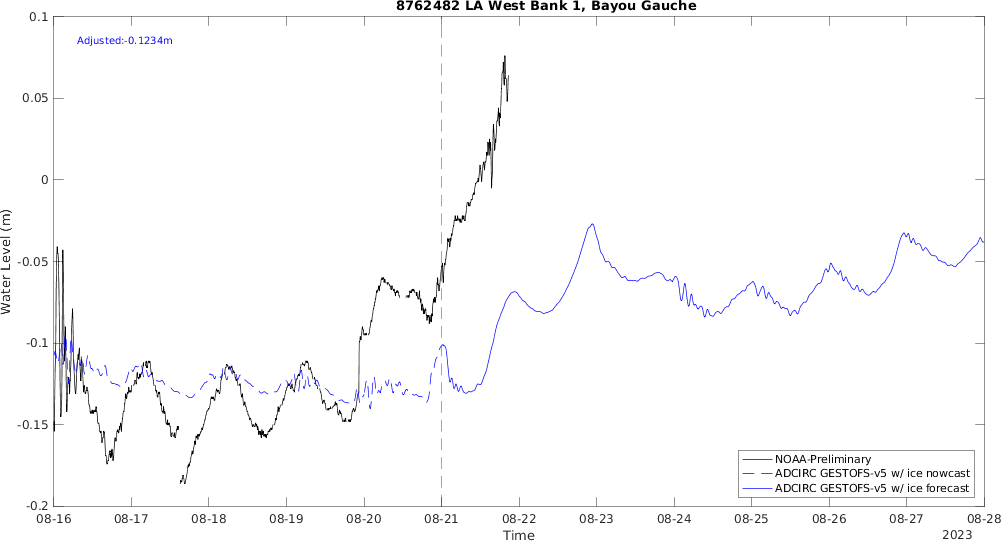 8762482 LA West Bank 1, Bayou Gauche
Adjusted:-0.1234m
0.1
0.05
0
-0.05
-0.1
-0.15
-0.2
Water Level (m)
NOAA-Preliminary
ADCIRC GESTOFS-v5 w/ ice nowcast
ADCIRC GESTOFS-v5 w/ ice forecast
08-16 08-17 08-18 08-19 08-20 08-21 08-22 08-23 08-24 08-25 08-26 08-27 08-28
Time
2023